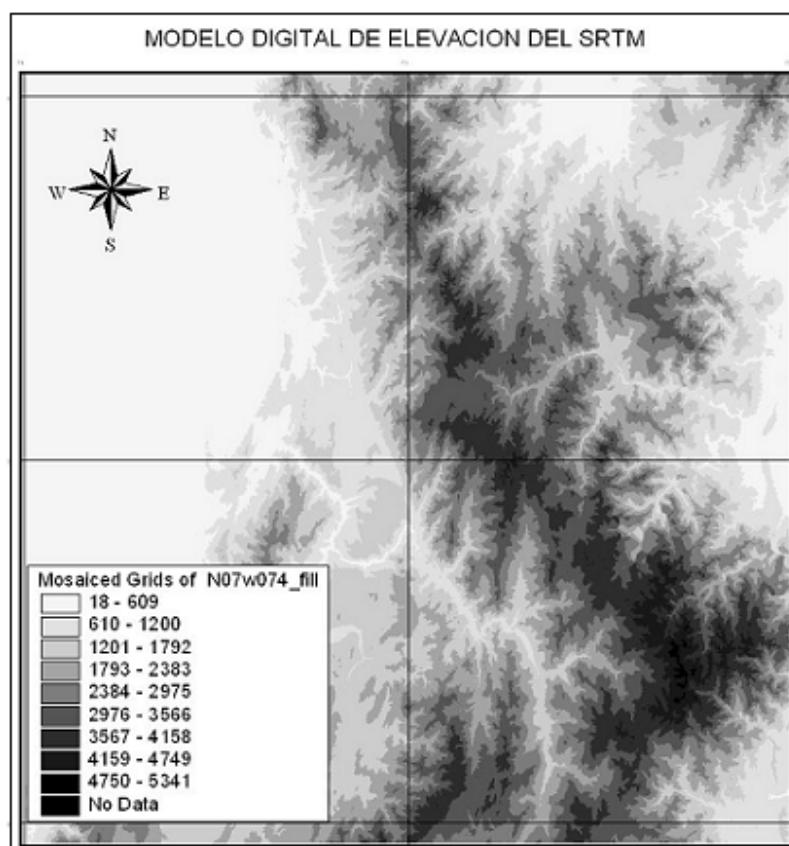 MODELO DIGITAL DE ELEVACION DEL SRTM
N
W E
S
Mosaiced Grids of N07w074_fill
18 - 609
610 - 1200
1201 - 1792
1793 - 2383
2384 - 2975
2976 - 3566
3567 - 4158
4159 - 4749
4750 - 5341
No Data